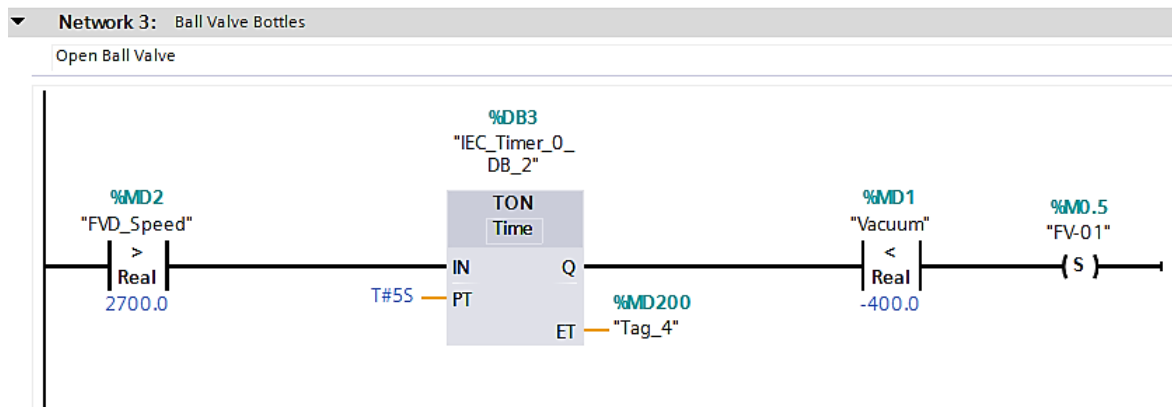 Network 3: Ball Valve Bottles
Open Ball Valve
%DB3
"IEC_Timer_0_
DB_2"
%MD2
"FVD_Speed"
>
Real
2700.0
TON
Time
IN
Q
T#5S
PT
ET
%MD200
"Tag_4"
%MD1
"Vacuum"
<
Real
-400.0
%M0.5
"FV-01"
( S )